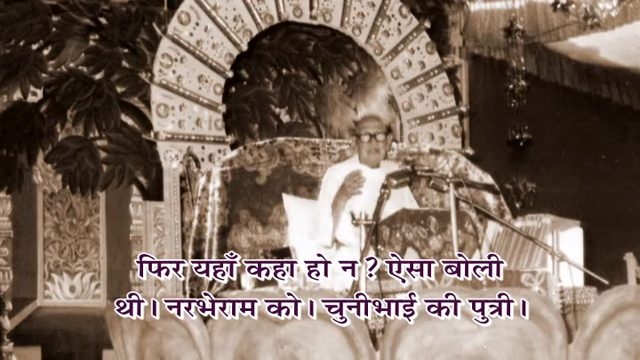 फिर यहाँ कहा हो न? ऐसा बोली
थी। नरभेराम को। चुनीभाई की पुत्री।